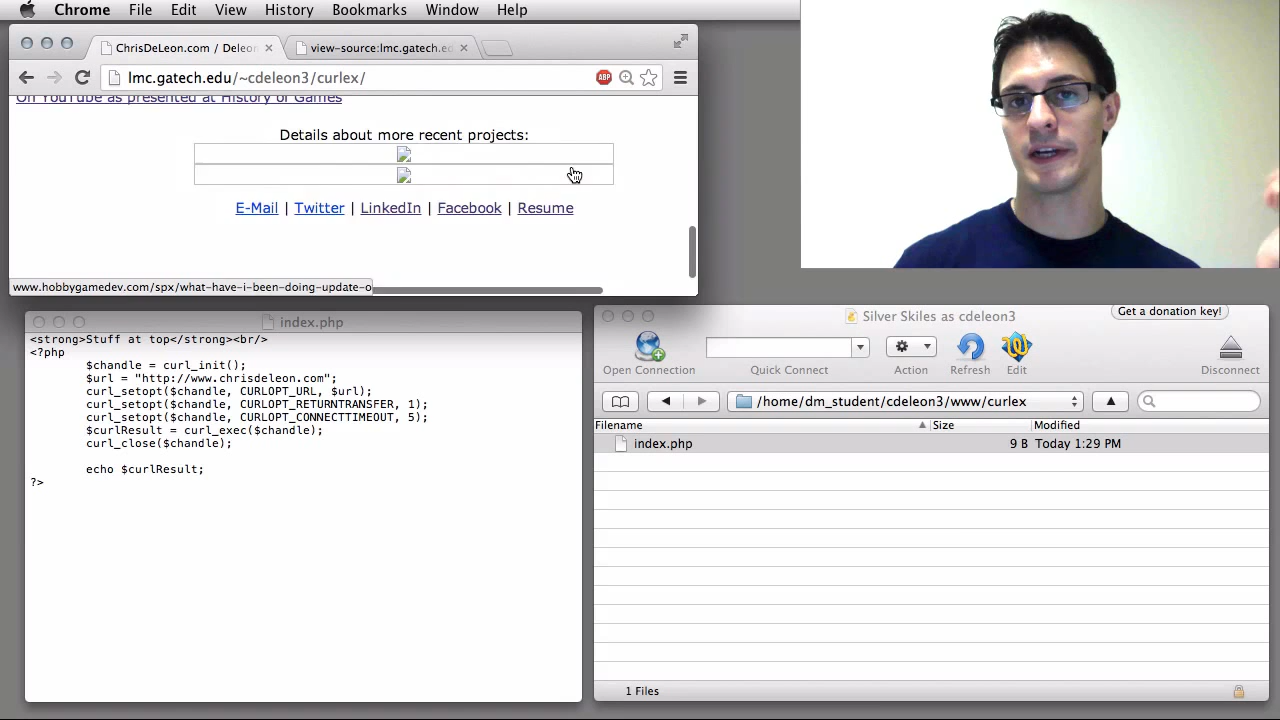 Chrome File Edit View History Bookmarks Window Help
ChrisDeLeon.com / Deleon
view-source:lmc.gatech.ed
lmc.gatech.edu/~cdeleon3/curlex/
ABP
On YouTube as presented at History of Games
Details about more recent projects:
E-Mail | Twitter | LinkedIn | Facebook | Resume
www.hobbygamedev.com/spx/what-have-i-been-doing-update-o
index.php
<strong>Stuff at top</strong><br/>
<?php
$chandle = curl_init();
$url = "http://www.chrisdeleon.com";
curl_setopt($chandle, CURLOPT_URL, $url);
curl_setopt($chandle, CURLOPT_RETURNTRANSFER, 1);
curl_setopt($chandle, CURLOPT_CONNECTTIMEOUT, 5);
$curlResult = curl_exec($chandle);
curl_close($chandle);
echo $curlResult;
?>
Silver Skiles as cdeleon3
Get a donation key!
Open Connection Quick Connect Action Refresh Edit Disconnect
/home/dm_student/cdeleon3/www/curlex
Filename Size Modified
index.php 9 B Today 1:29 PM
1 Files